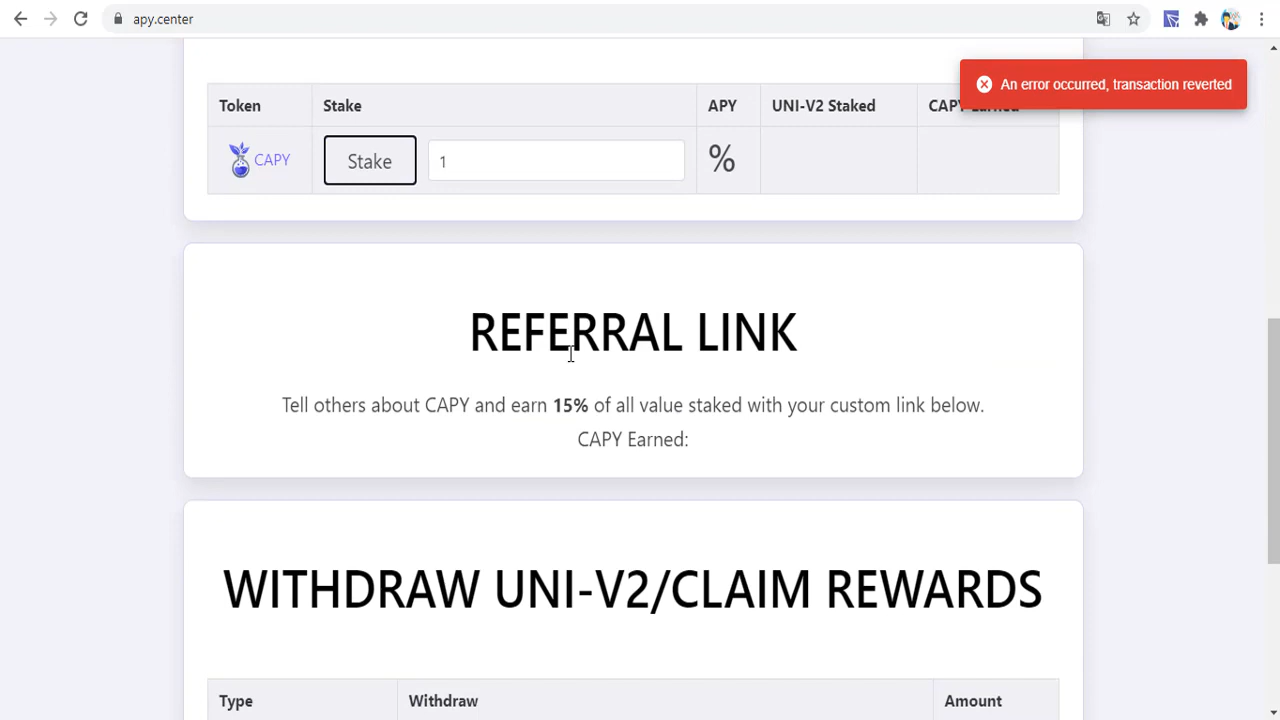 apy.center
An error occurred, transaction reverted
Token Stake APY UNI-V2 Staked CAPY Earned
CAPY Stake 1 %
REFERRAL LINK
Tell others about CAPY and earn 15% of all value staked with your custom link below.
CAPY Earned:
WITHDRAW UNI-V2/CLAIM REWARDS
Type Withdraw Amount